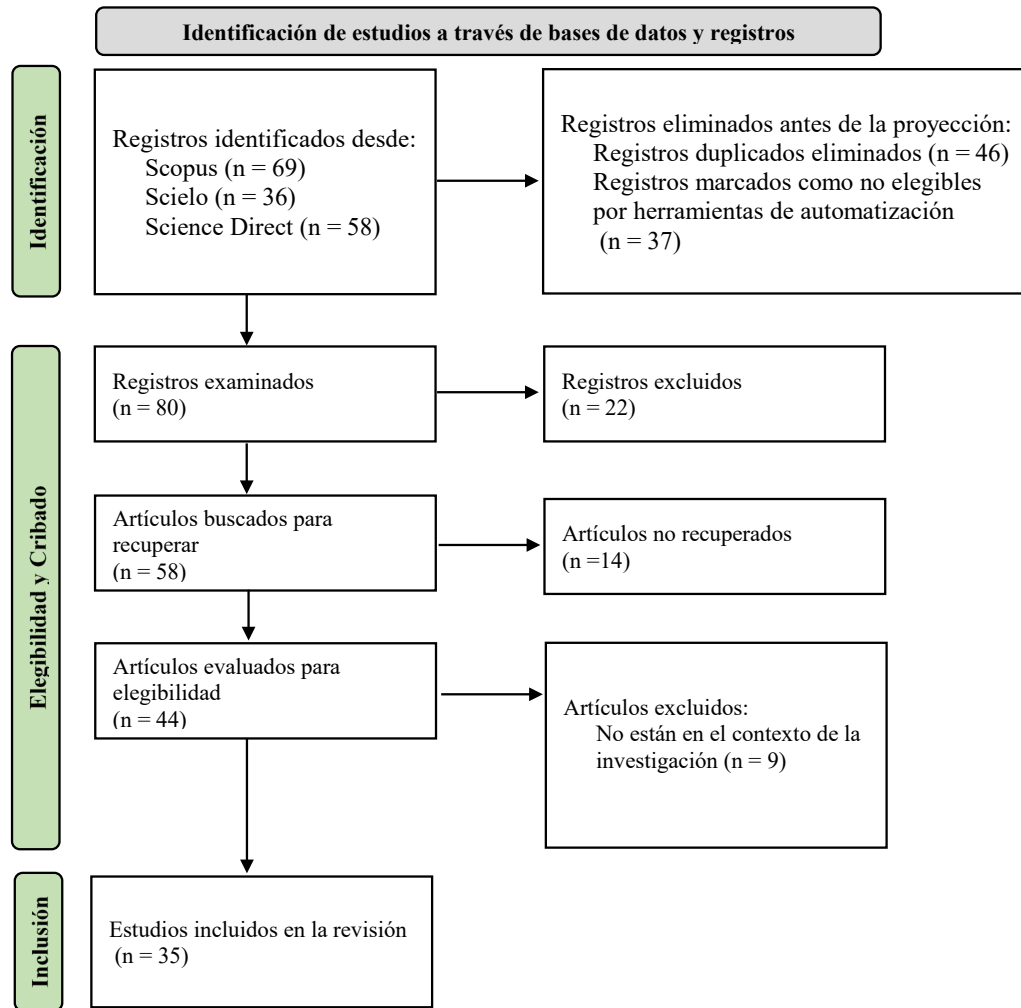 Identificación de estudios a través de bases de datos y registros
Identificación
Registros identificados desde:
Scopus (n = 69)
Scielo (n = 36)
Science Direct (n = 58)
Registros eliminados antes de la proyección:
Registros duplicados eliminados (n = 46)
Registros marcados como no elegibles
por herramientas de automatización
(n = 37)
Elegibilidad y Cribado
Registros examinados
(n = 80)
Registros excluidos
(n = 22)
Artículos buscados para
recuperar
(n = 58)
Artículos no recuperados
(n =14)
Artículos evaluados para
elegibilidad
(n = 44)
Artículos excluidos:
No están en el contexto de la
investigación (n = 9)
Inclusión
Estudios incluidos en la revisión
(n = 35)